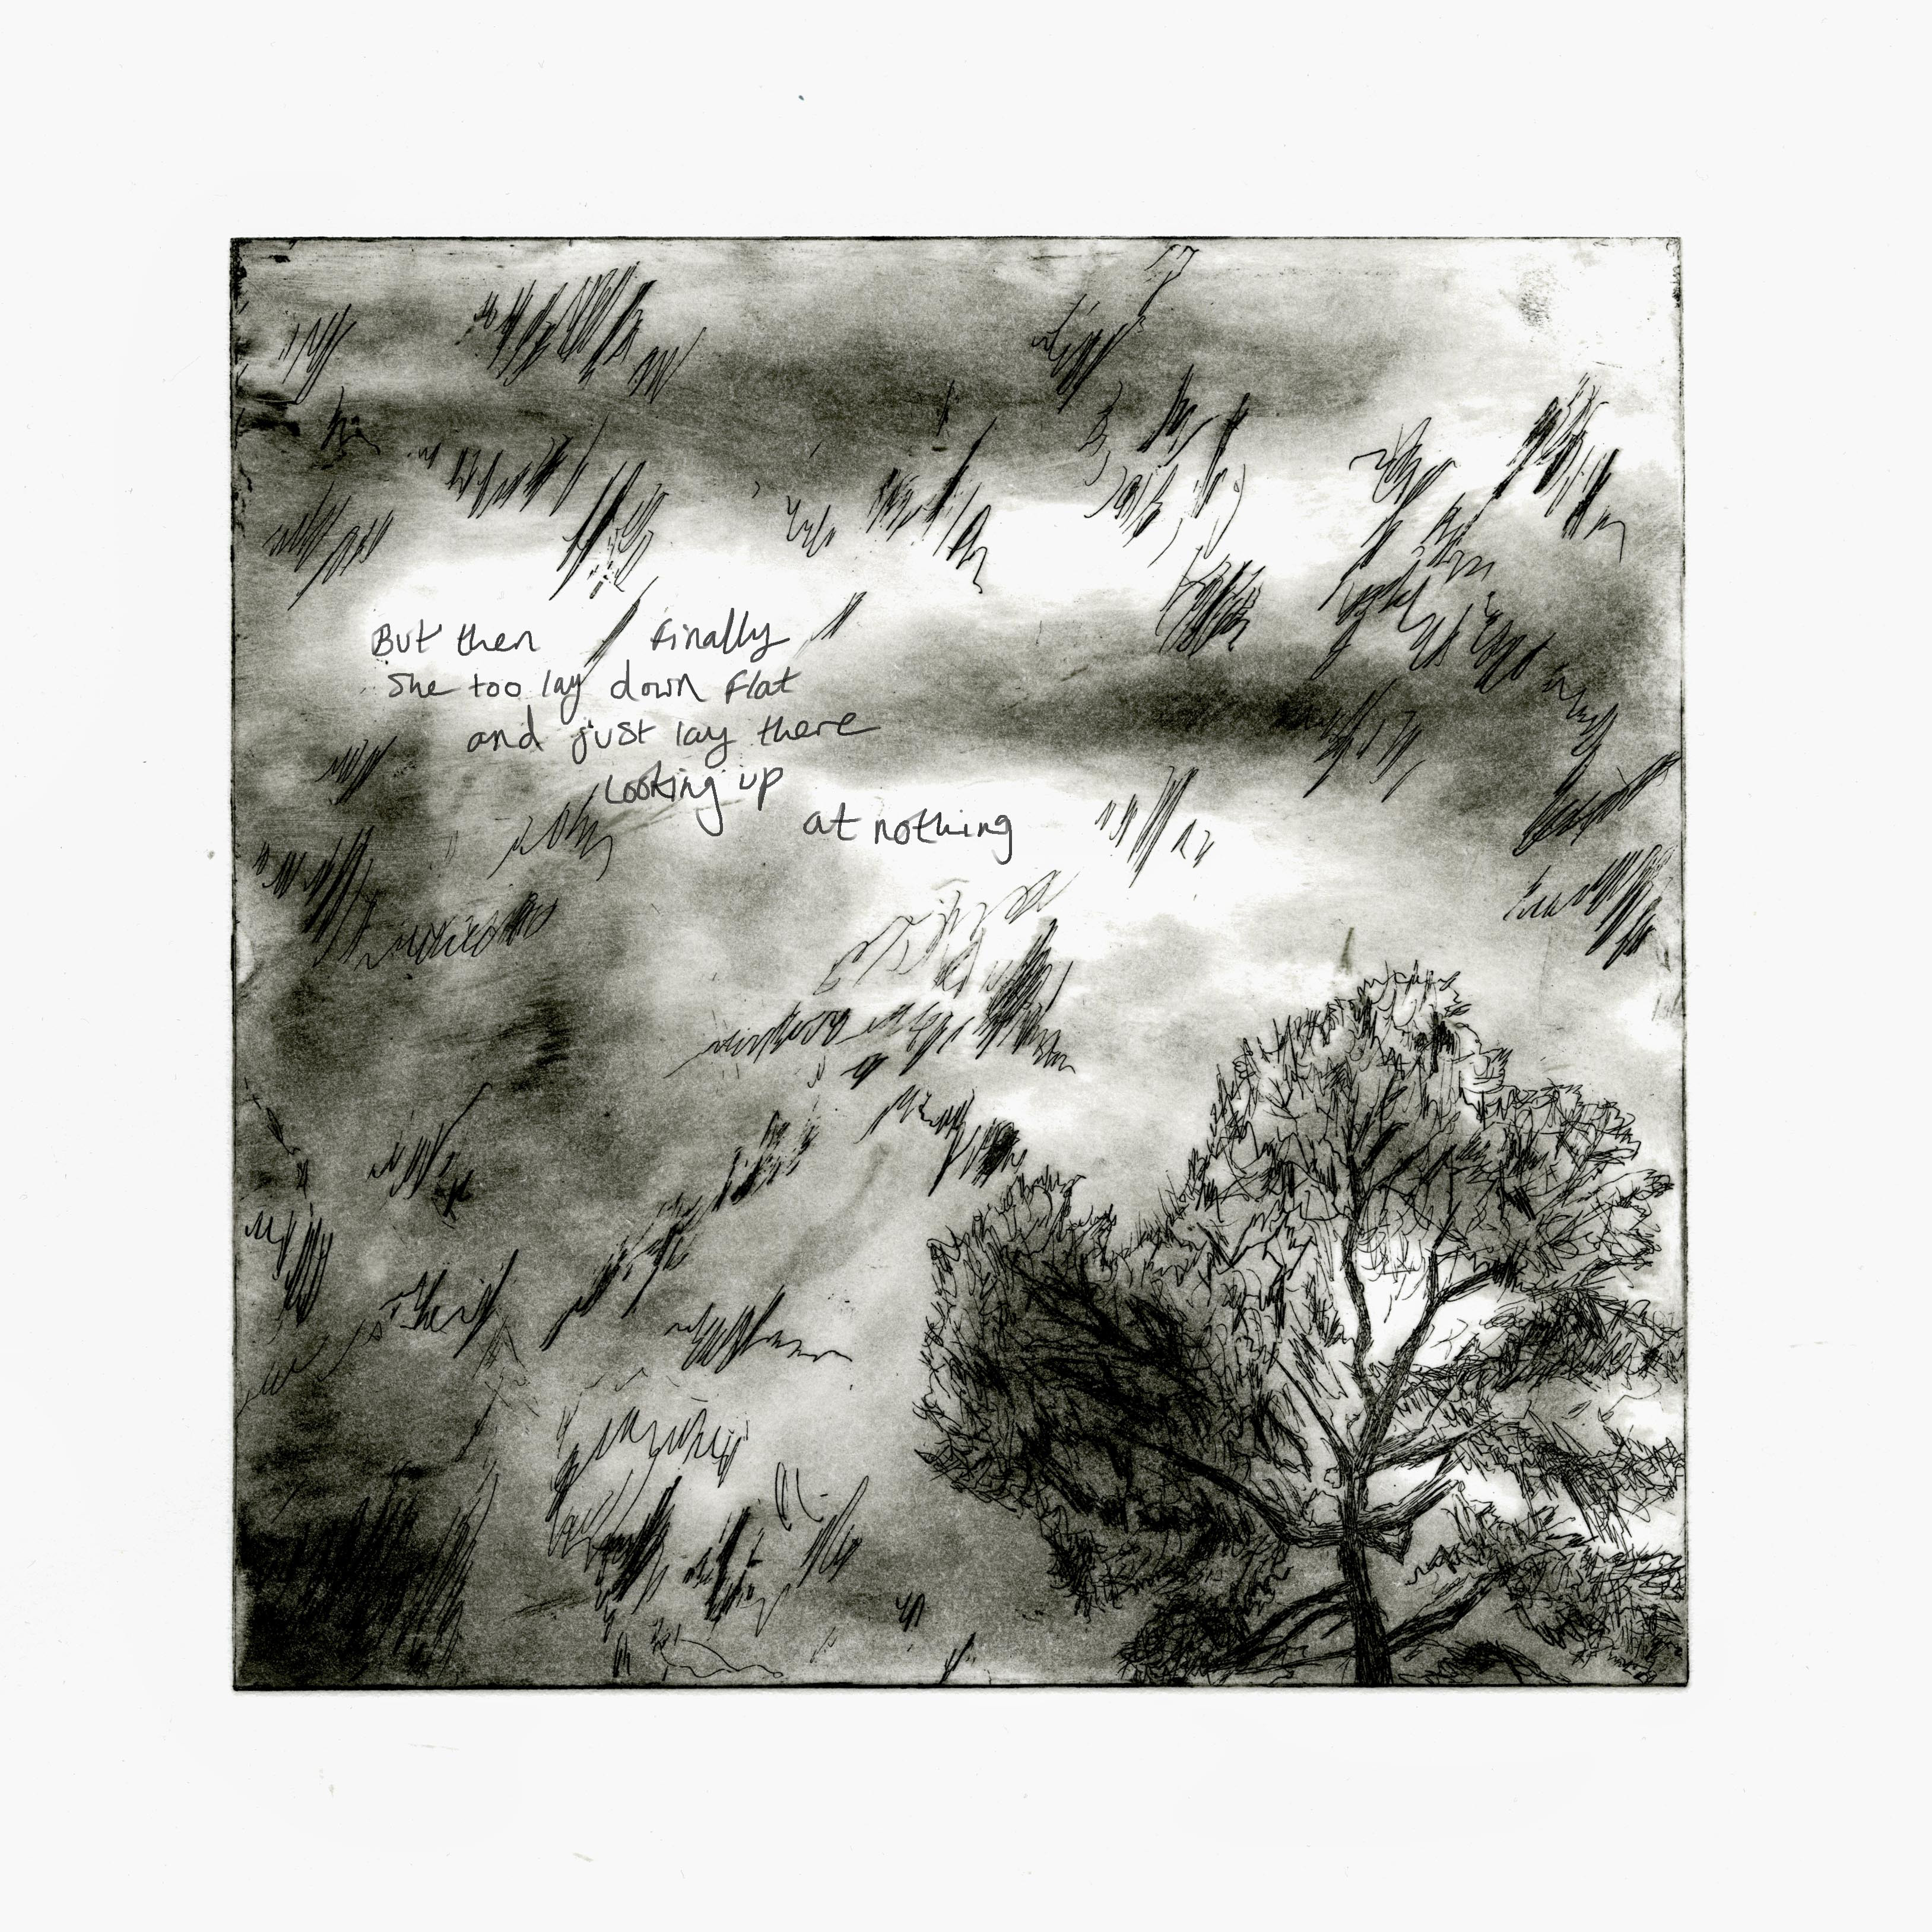 But then finally
She too lay down flat
and just lay there
Looking up
at nothing